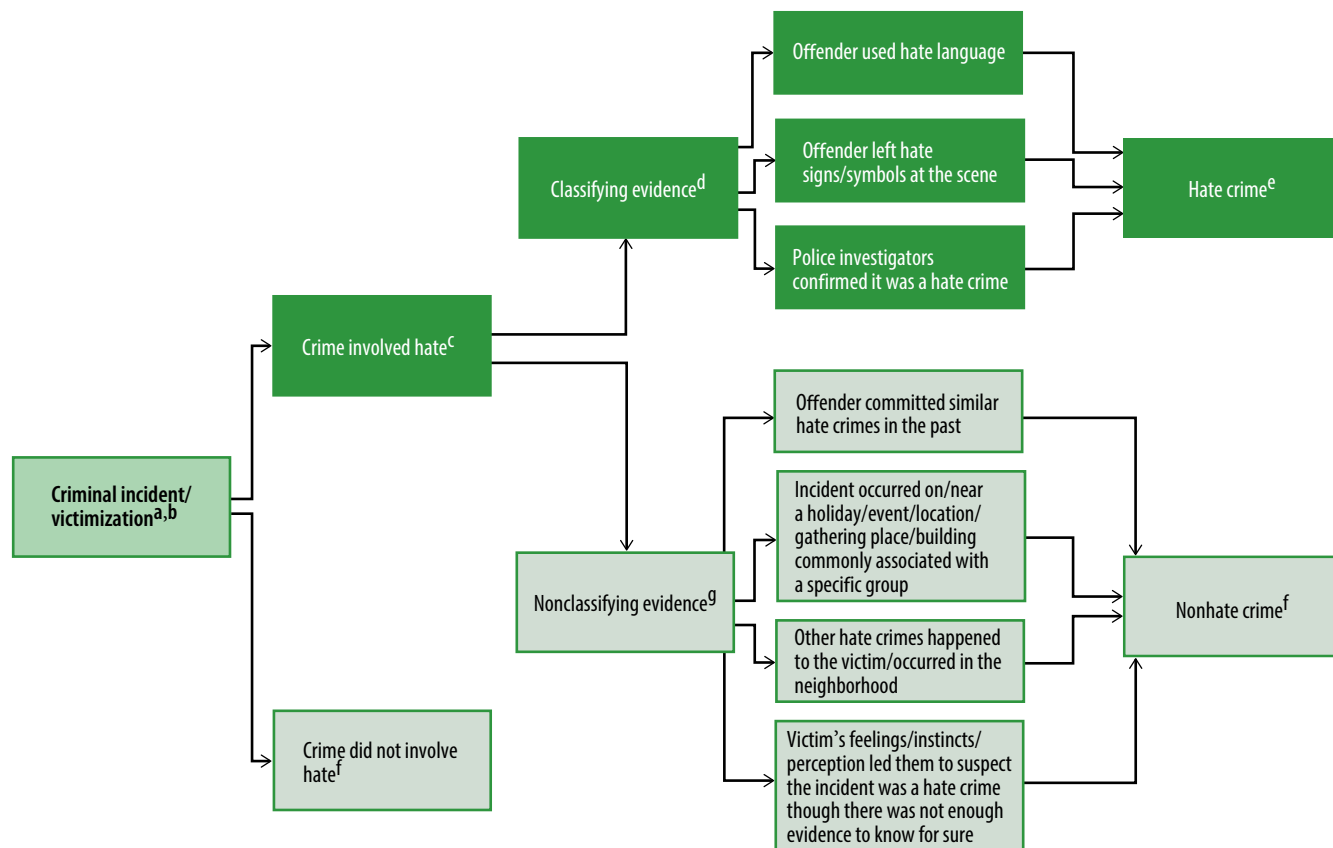 Offender used hate language
Offender left hate
signs/symbols at the scene
Classifying evidenced
Hate crimee
Police investigators
confirmed it was a hate crime
Crime involved hatec
Offender committed similar
hate crimes in the past
Criminal incident/
victimizationa,b
Incident occurred on/near
a holiday/event/location/
gathering place/building
commonly associated with
a specific group
Nonclassifying evidenceg
Nonhate crimef
Other hate crimes happened
to the victim/occurred in the
neighborhood
Crime did not involve
hatef
Victim’s feelings/instincts/
perception led them to suspect
the incident was a hate crime
though there was not enough
evidence to know for sure